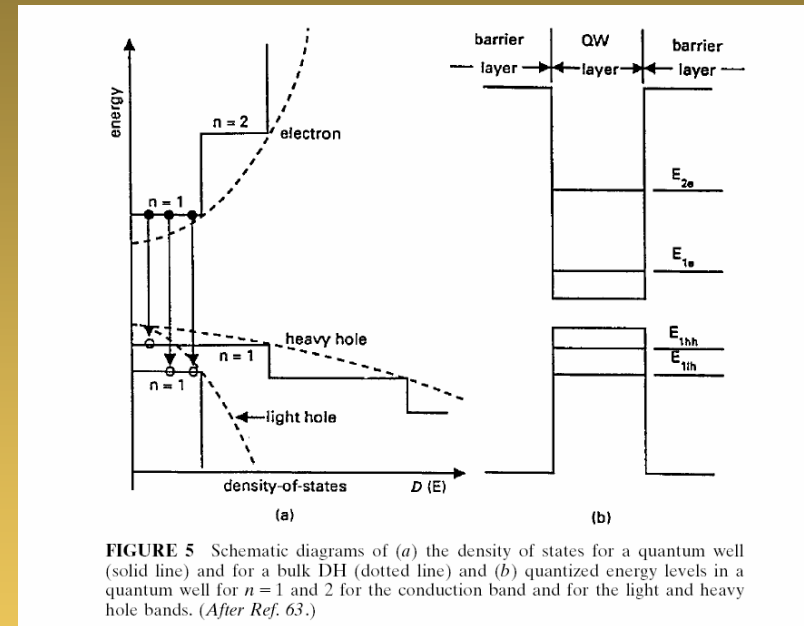 energy
n = 2
electron
n = 1
heavy hole
n = 1
n = 1
light hole
density-of-states
D (E)
(a)
barrier
layer
QW
layer
barrier
layer
E2e
E1e
E1hh
E1lh
(b)
FIGURE 5 Schematic diagrams of (a) the density of states for a quantum well
(solid line) and for a bulk DH (dotted line) and (b) quantized energy levels in a
quantum well for n = 1 and 2 for the conduction band and for the light and heavy
hole bands. (After Ref. 63.)